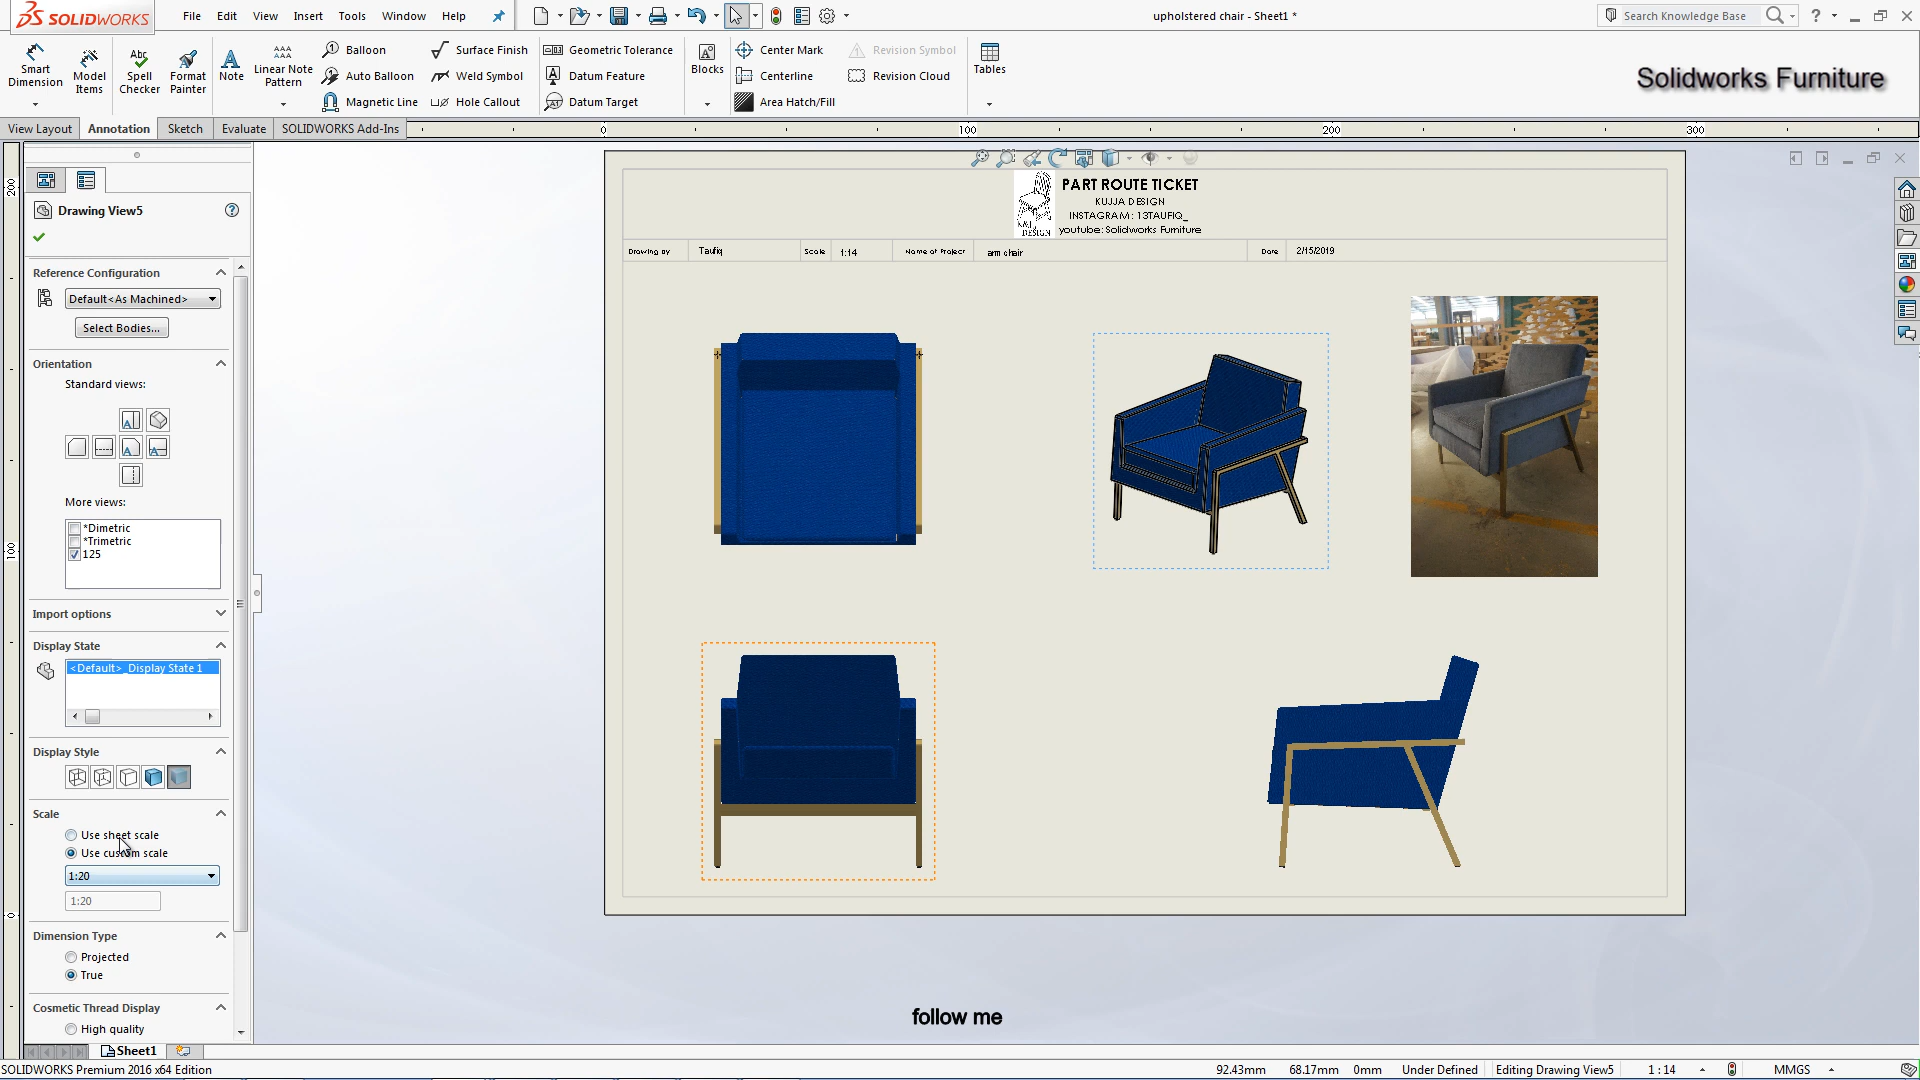 SOLIDWORKS
File Edit View Insert Tools Window Help
upholstered chair - Sheet1 *
Search Knowledge Base
Smart Dimension
Model Items
Spell Checker
Format Painter
Note
Linear Note Pattern
Balloon
Auto Balloon
Magnetic Line
Surface Finish
Weld Symbol
Hole Callout
Geometric Tolerance
Datum Feature
Datum Target
Blocks
Center Mark
Centerline
Area Hatch/Fill
Revision Symbol
Revision Cloud
Tables
Solidworks Furniture
View Layout Annotation Sketch Evaluate SOLIDWORKS Add-Ins
0 100 200 300
200
100
0
Drawing View5
Reference Configuration
Default<As Machined>
Select Bodies...
Orientation
Standard views:
More views:
*Dimetric
*Trimetric
125
Import options
Display State
<Default>_Display State 1
Display Style
Scale
Use sheet scale
Use custom scale
1:20
1:20
Dimension Type
Projected
True
Cosmetic Thread Display
High quality
PART ROUTE TICKET
KUJJA DESIGN
INSTAGRAM : 13TAUFIQ_
youtube: Solidworks Furniture
DESIGN
Drawing By Taufiq Scale 1:14 Name of Project arm chair Date 2/15/2019
follow me
Sheet1
SOLIDWORKS Premium 2016 x64 Edition
92.43mm 68.17mm 0mm Under Defined Editing Drawing View5 1 : 14 MMGS